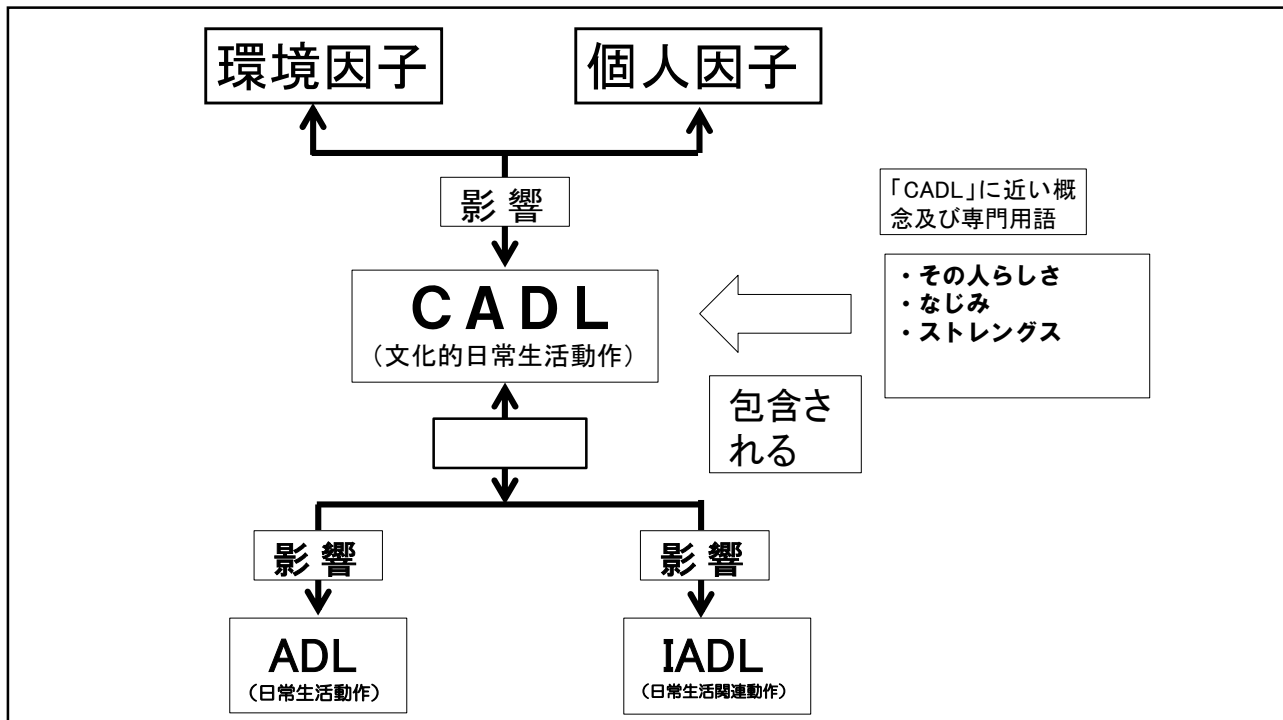 環境因子
個人因子
影響
「CADL」に近い概
念及び専門用語
CADL
(文化的日常生活動作)
・その人らしさ
・なじみ
・ストレングス
包含さ
れる
影響
影響
ADL
(日常生活動作)
IADL
(日常生活関連動作)